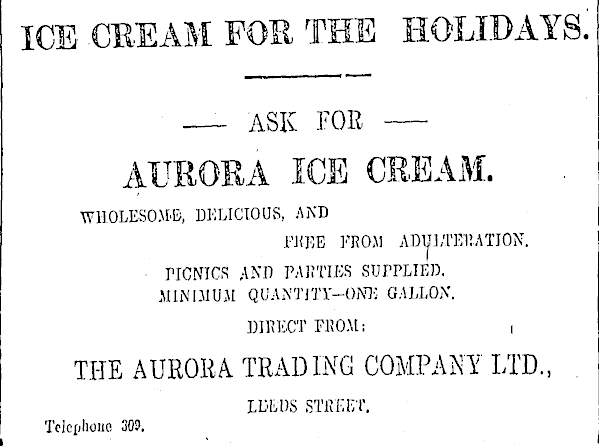 ICE CREAM FOR THE HOLIDAYS.
— ASK FOR —
AURORA ICE CREAM.
WHOLESOME, DELICIOUS, AND
FREE FROM ADULTERATION.
PICNICS AND PARTIES SUPPLIED.
MINIMUM QUANTITY—ONE GALLON.
DIRECT FROM:
THE AURORA TRADING COMPANY LTD.,
LEEDS STREET.
Telephone 309.